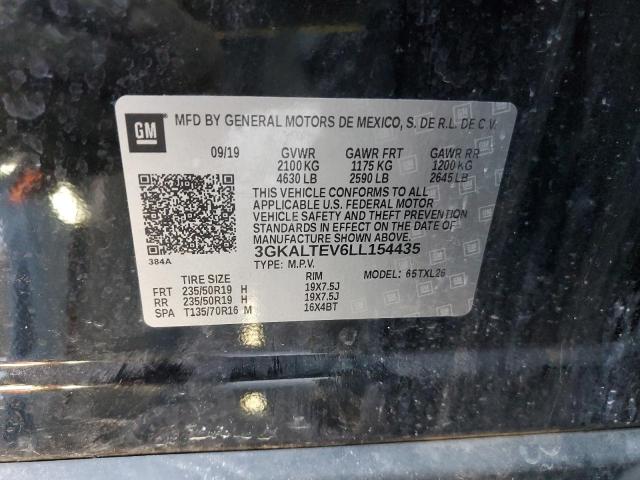 GM MFD BY GENERAL MOTORS DE MEXICO, S. DE R.L. DE C.V.
09/19 GVWR GAWR FRT GAWR RR
2100 KG 1175 KG 1200 KG
4630 LB 2590 LB 2645 LB
THIS VEHICLE CONFORMS TO ALL
APPLICABLE U.S. FEDERAL MOTOR
VEHICLE SAFETY AND THEFT PREVENTION
STANDARDS IN EFFECT ON THE DATE OF
MANUFACTURE SHOWN ABOVE.
3GKALTEV6LL154435
384A TYPE: M.P.V. MODEL: 65TXL26
TIRE SIZE RIM
FRT 235/50R19 H 19X7.5J
RR 235/50R19 H 19X7.5J
SPA T135/70R16 M 16X4BT